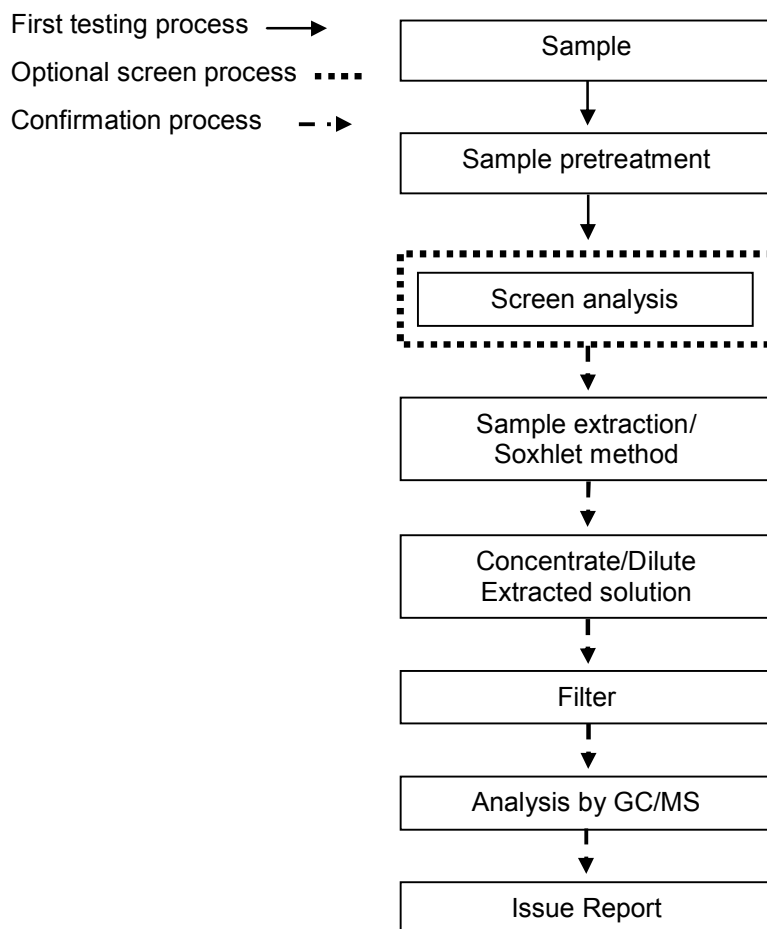 First testing process
Optional screen process
Confirmation process
Sample
Sample pretreatment
Screen analysis
Sample extraction/
Soxhlet method
Concentrate/Dilute
Extracted solution
Filter
Analysis by GC/MS
Issue Report